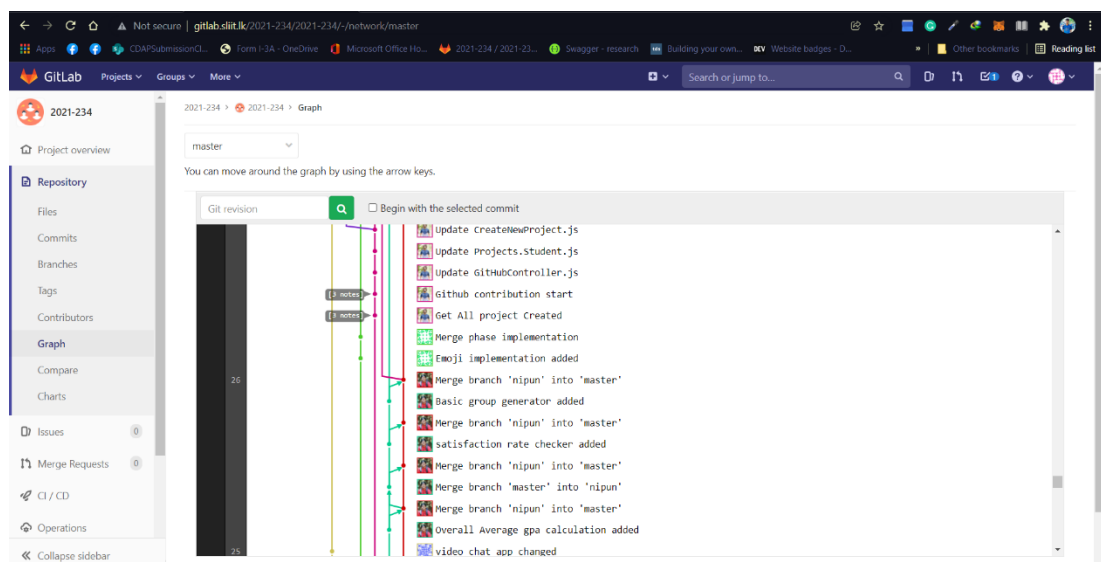 Not secure | gitlab.sliit.lk/2021-234/2021-234/-/network/master
Apps CDAPSubmissionCl... Form I-3A - OneDrive Microsoft Office Ho... 2021-234 / 2021-23... Swagger - research Building your own... DEV Website badges - D... » Other bookmarks Reading list
GitLab Projects Groups More Search or jump to... 1
2021-234
2021-234 > 2021-234 > Graph
master
Project overview
You can move around the graph by using the arrow keys.
Repository
Git revision Begin with the selected commit
Files
Commits
Branches
Tags
Contributors
Graph
Compare
Charts
Issues 0
Merge Requests 0
CI / CD
Operations
Collapse sidebar
Update CreateNewProject.js
Update Projects.Student.js
Update GitHubController.js
[3 notes] Github contribution start
[3 notes] Get All project Created
Merge phase implementation
Emoji implementation added
26 Merge branch 'nipun' into 'master'
Basic group generator added
Merge branch 'nipun' into 'master'
satisfaction rate checker added
Merge branch 'nipun' into 'master'
Merge branch 'master' into 'nipun'
Merge branch 'nipun' into 'master'
Overall Average gpa calculation added
25 video chat app changed